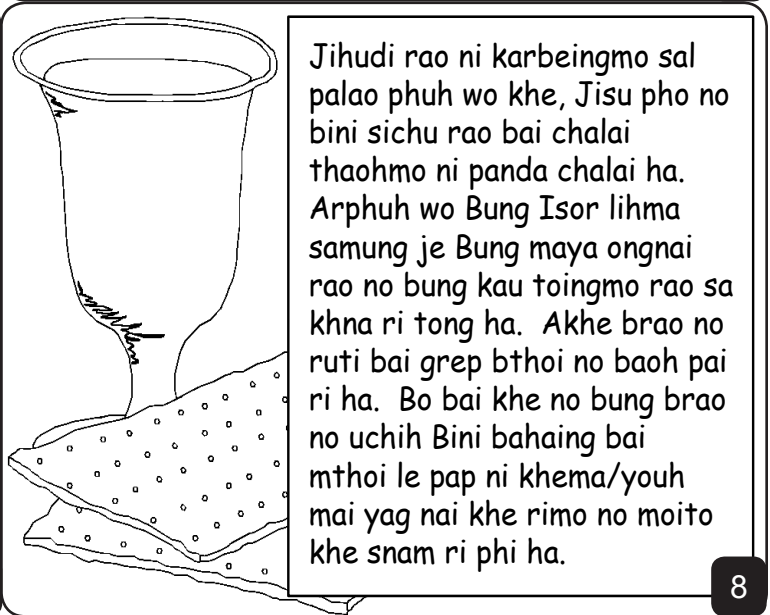 Jihudi rao ni karbeingmo sal
palao phuh wo khe, Jisu pho no
bini sichu rao bai chalai
thaohmo ni panda chalai ha.
Arphuh wo Bung Isor lihma
samung je Bung maya ongnai
rao no bung kau toingmo rao sa
khna ri tong ha.  Akhe brao no
ruti bai grep bthoi no baoh pai
ri ha.  Bo bai khe no bung brao
no uchih Bini bahaing bai
mthoi le pap ni khema/youh
mai yag nai khe rimo no moito
khe snam ri phi ha.
8